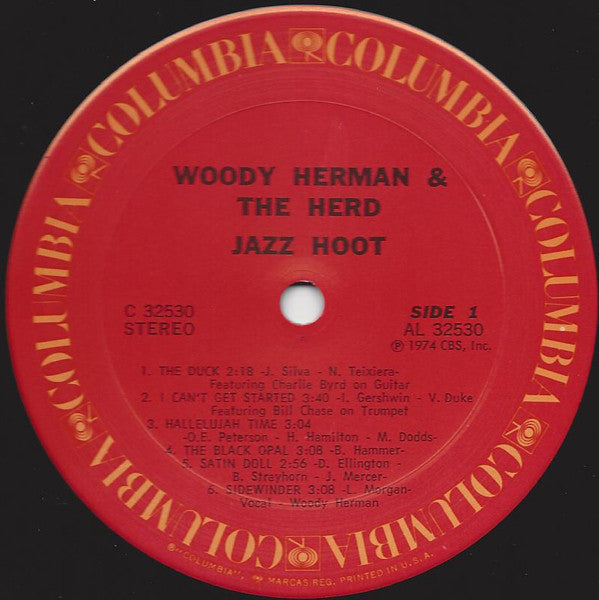 COLUMBIA COLUMBIA COLUMBIA COLUMBIA COLUMBIA COLUMBIA
WOODY HERMAN &
THE HERD
JAZZ HOOT
C 32530
STEREO
SIDE 1
AL 32530
℗ 1974 CBS, Inc.
1. THE DUCK 2:18 -J. Silva - N. Teixiera-
Featuring Charlie Byrd on Guitar
2. I CAN'T GET STARTED 3:40 -I. Gershwin - V. Duke
Featuring Bill Chase on Trumpet
3. HALLELUJAH TIME 3:04
-O.E. Peterson - H. Hamilton - M. Dodds-
4. THE BLACK OPAL 3:08 -B. Hammer-
5. SATIN DOLL 2:56 -D. Ellington -
B. Strayhorn - J. Mercer-
6. SIDEWINDER 3:08 -L. Morgan-
Vocal - Woody Herman
®"COLUMBIA", MARCAS REG. PRINTED IN U.S.A.